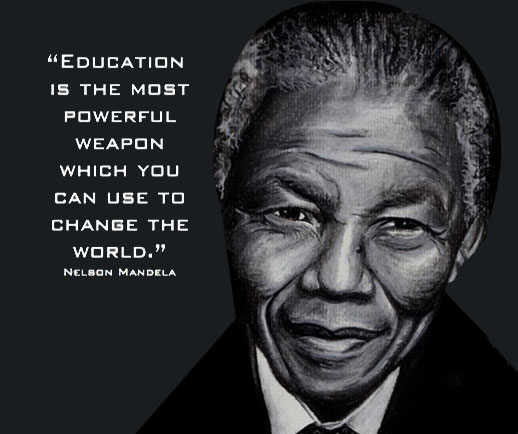 “Education
is the most
powerful
weapon
which you
can use to
change the
world.”
Nelson Mandela